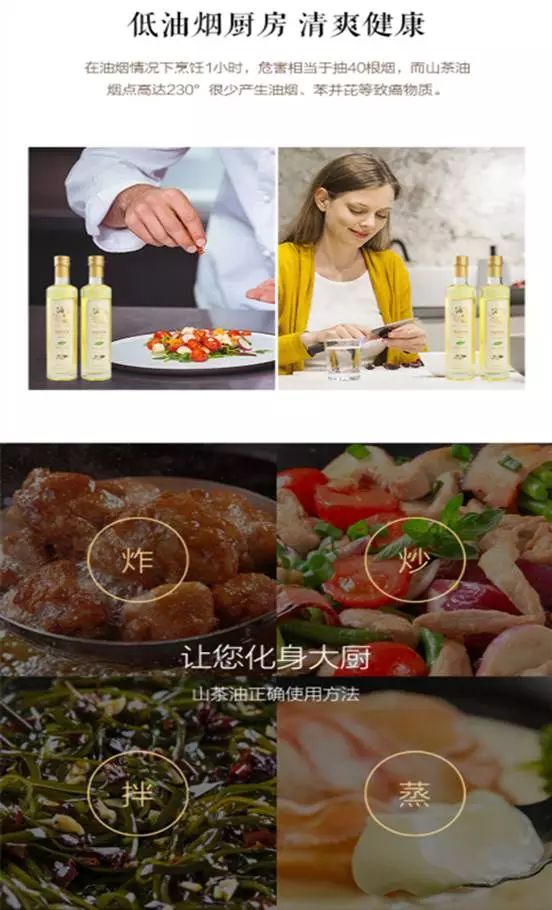 低油烟厨房 清爽健康
在油烟情况下烹饪1小时，危害相当于抽40根烟，而山茶油
烟点高达230°很少产生油烟、苯并芘等致癌物质。
油
油
炸
炒
让您化身大厨
山茶油正确使用方法
拌
蒸